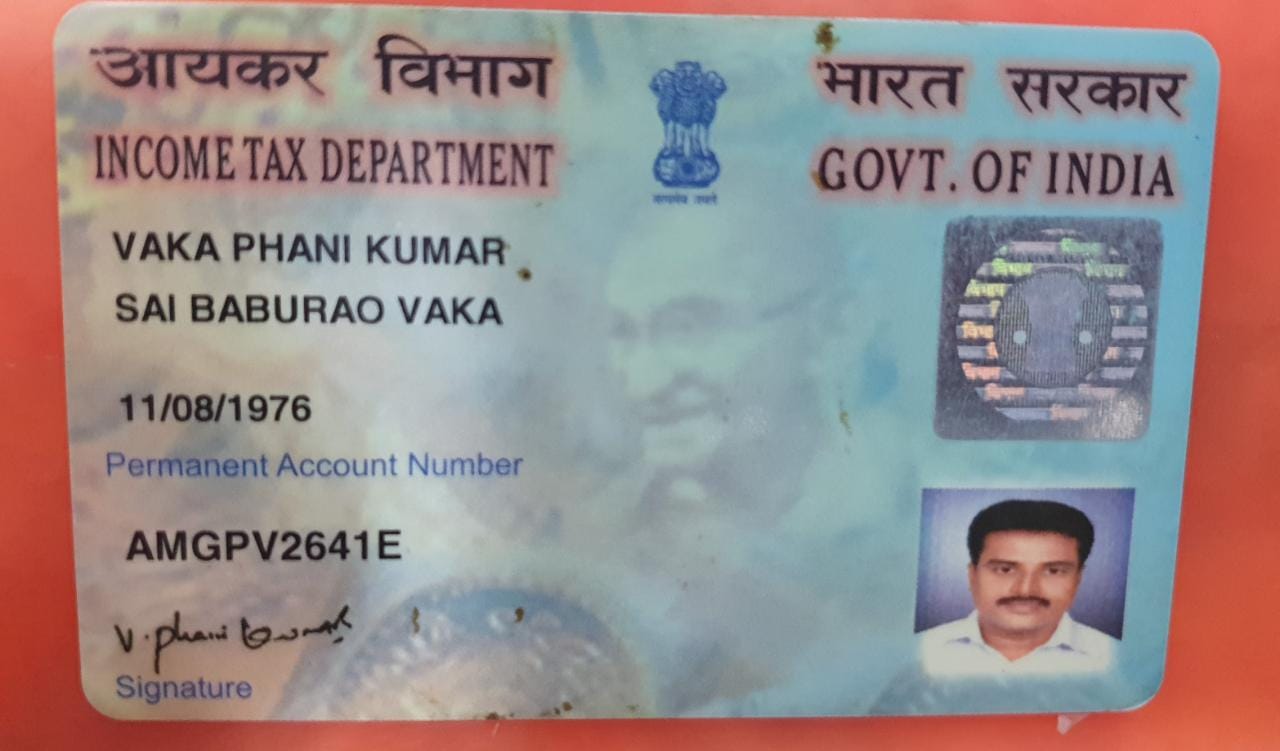 आयकर विभाग
भारत सरकार
INCOME TAX DEPARTMENT
GOVT. OF INDIA
सत्यमेव जयते
VAKA PHANI KUMAR
SAI BABURAO VAKA
11/08/1976
Permanent Account Number
AMGPV2641E
V. Phani Kumar
Signature